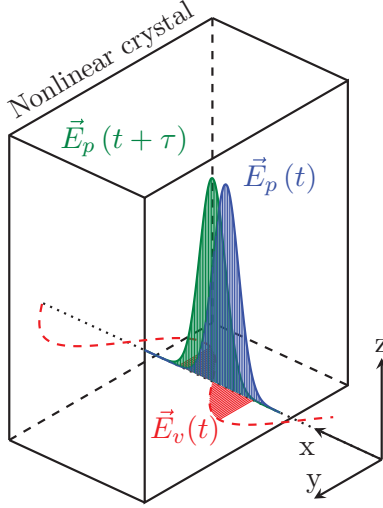 Nonlinear crystal
$\vec{E}_p(t+\tau)$
$\vec{E}_p(t)$
$\vec{E}_v(t)$
z
x
y